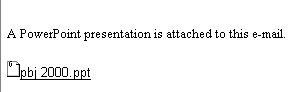 A PowerPoint presentation is attached to this e-mail.
pbj 2000.ppt